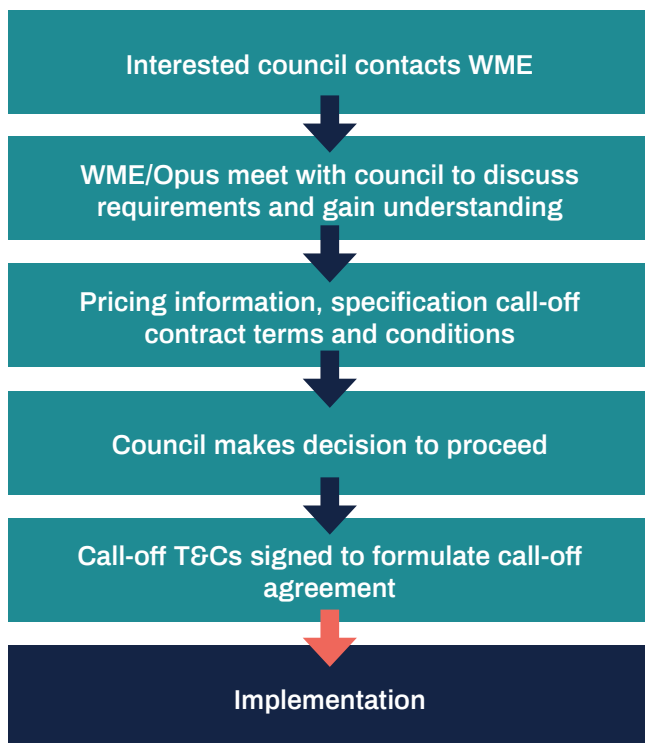 Interested council contacts WME
WME/Opus meet with council to discuss
requirements and gain understanding
Pricing information, specification call-off
contract terms and conditions
Council makes decision to proceed
Call-off T&Cs signed to formulate call-off
agreement
Implementation